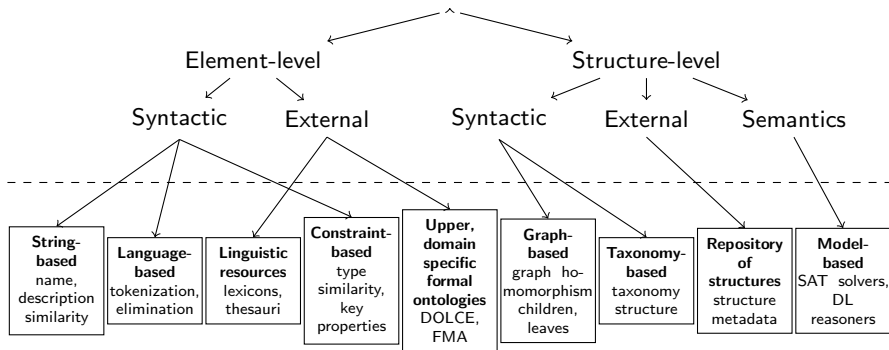 Element-level
Structure-level
Syntactic
External
Syntactic
External
Semantics
String-
based
name,
description
similarity
Language-
based
tokenization,
elimination
Linguistic
resources
lexicons,
thesauri
Constraint-
based
type
similarity,
key
properties
Upper,
domain
specific
formal
ontologies
DOLCE,
FMA
Graph-
based
graph ho-
momorphism
children,
leaves
Taxonomy-
based
taxonomy
structure
Repository
of
structures
structure
metadata
Model-
based
SAT solvers,
DL
reasoners